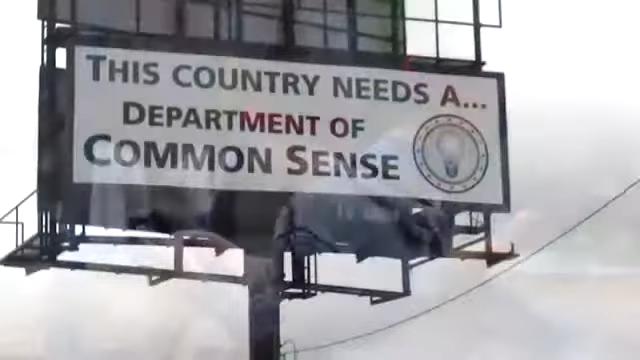 THIS COUNTRY NEEDS A...
DEPARTMENT OF
COMMON SENSE